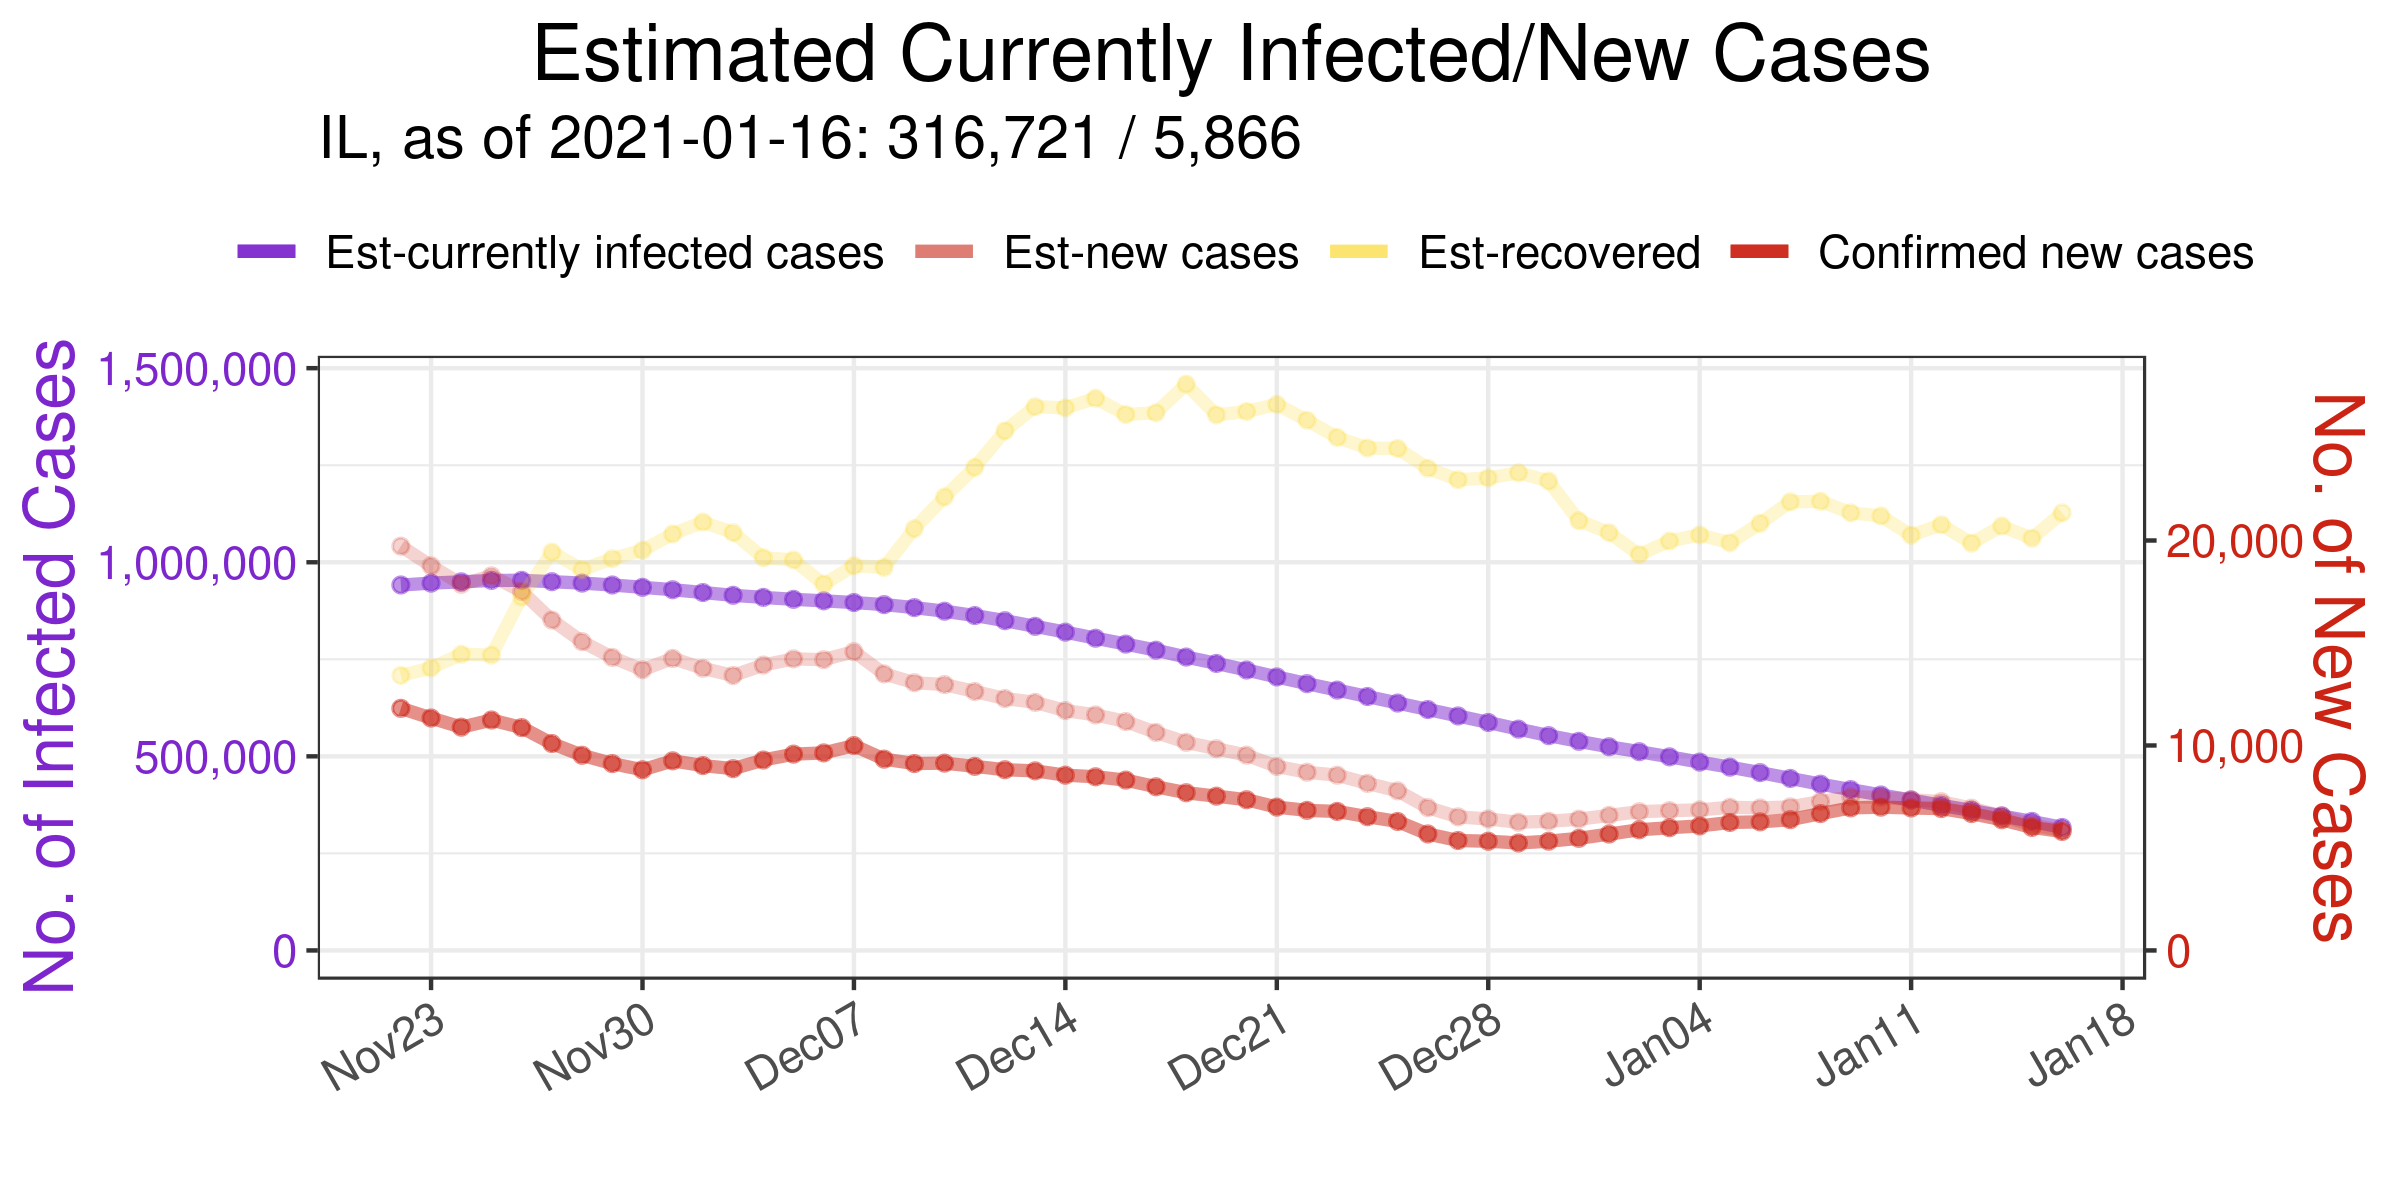 Estimated Currently Infected/New Cases
IL, as of 2021-01-16: 316,721 / 5,866
Est-currently infected cases Est-new cases Est-recovered Confirmed new cases
No. of Infected Cases
1,500,000
1,000,000
500,000
0
No. of New Cases
20,000
10,000
0
Nov23 Nov30 Dec07 Dec14 Dec21 Dec28 Jan04 Jan11 Jan18